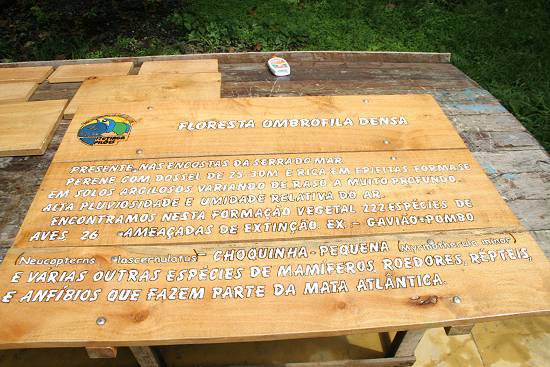 FLORESTA OMBRÓFILA DENSA
PRESENTE NAS ENCOSTAS DA SERRA DO MAR
PERENE COM DOSSEL DE 25 30M E RICA EM EPÍFITAS FORMASE
EM SOLOS ARGILOSOS VARIANDO DE RASO A MUITO PROFUNDO.
ALTA PLUVIOSIDADE E UMIDADE RELATIVA DO AR.
ENCONTRAMOS NESTA FORMAÇÃO VEGETAL 222 ESPÉCIES DE
AVES, 26 AMEAÇADAS DE EXTINÇÃO. EX. - GAVIÃO-POMBO
CHOQUINHA-PEQUENA
E VÁRIAS OUTRAS ESPÉCIES DE MAMÍFEROS, ROEDORES, RÉPTEIS,
E ANFÍBIOS QUE FAZEM PARTE DA MATA ATLÂNTICA.